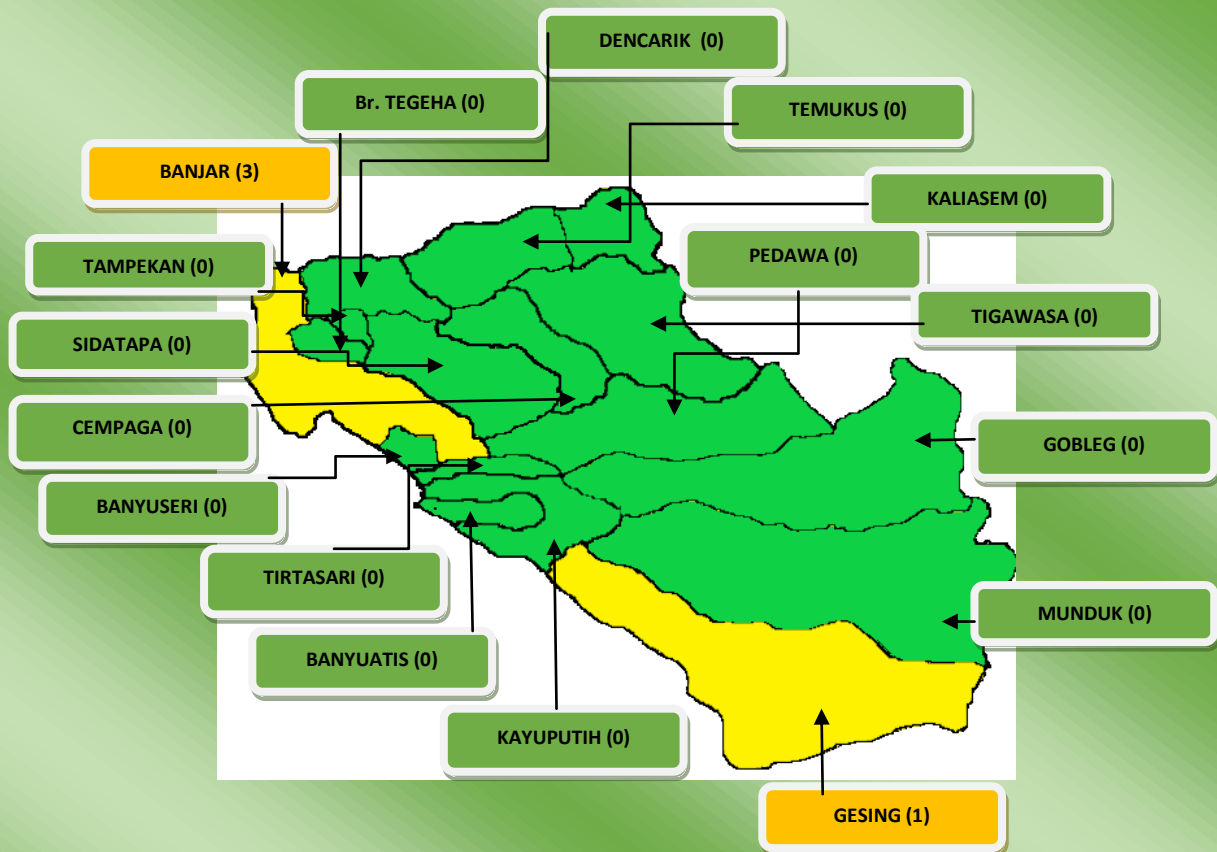 DENCARIK (0)
Br. TEGEHA (0)
TEMUKUS (0)
BANJAR (3)
KALIASEM (0)
TAMPEKAN (0)
PEDAWA (0)
SIDATAPA (0)
TIGAWASA (0)
CEMPAGA (0)
GOBLEG (0)
BANYUSERI (0)
TIRTASARI (0)
MUNDUK (0)
BANYUATIS (0)
KAYUPUTIH (0)
GESING (1)